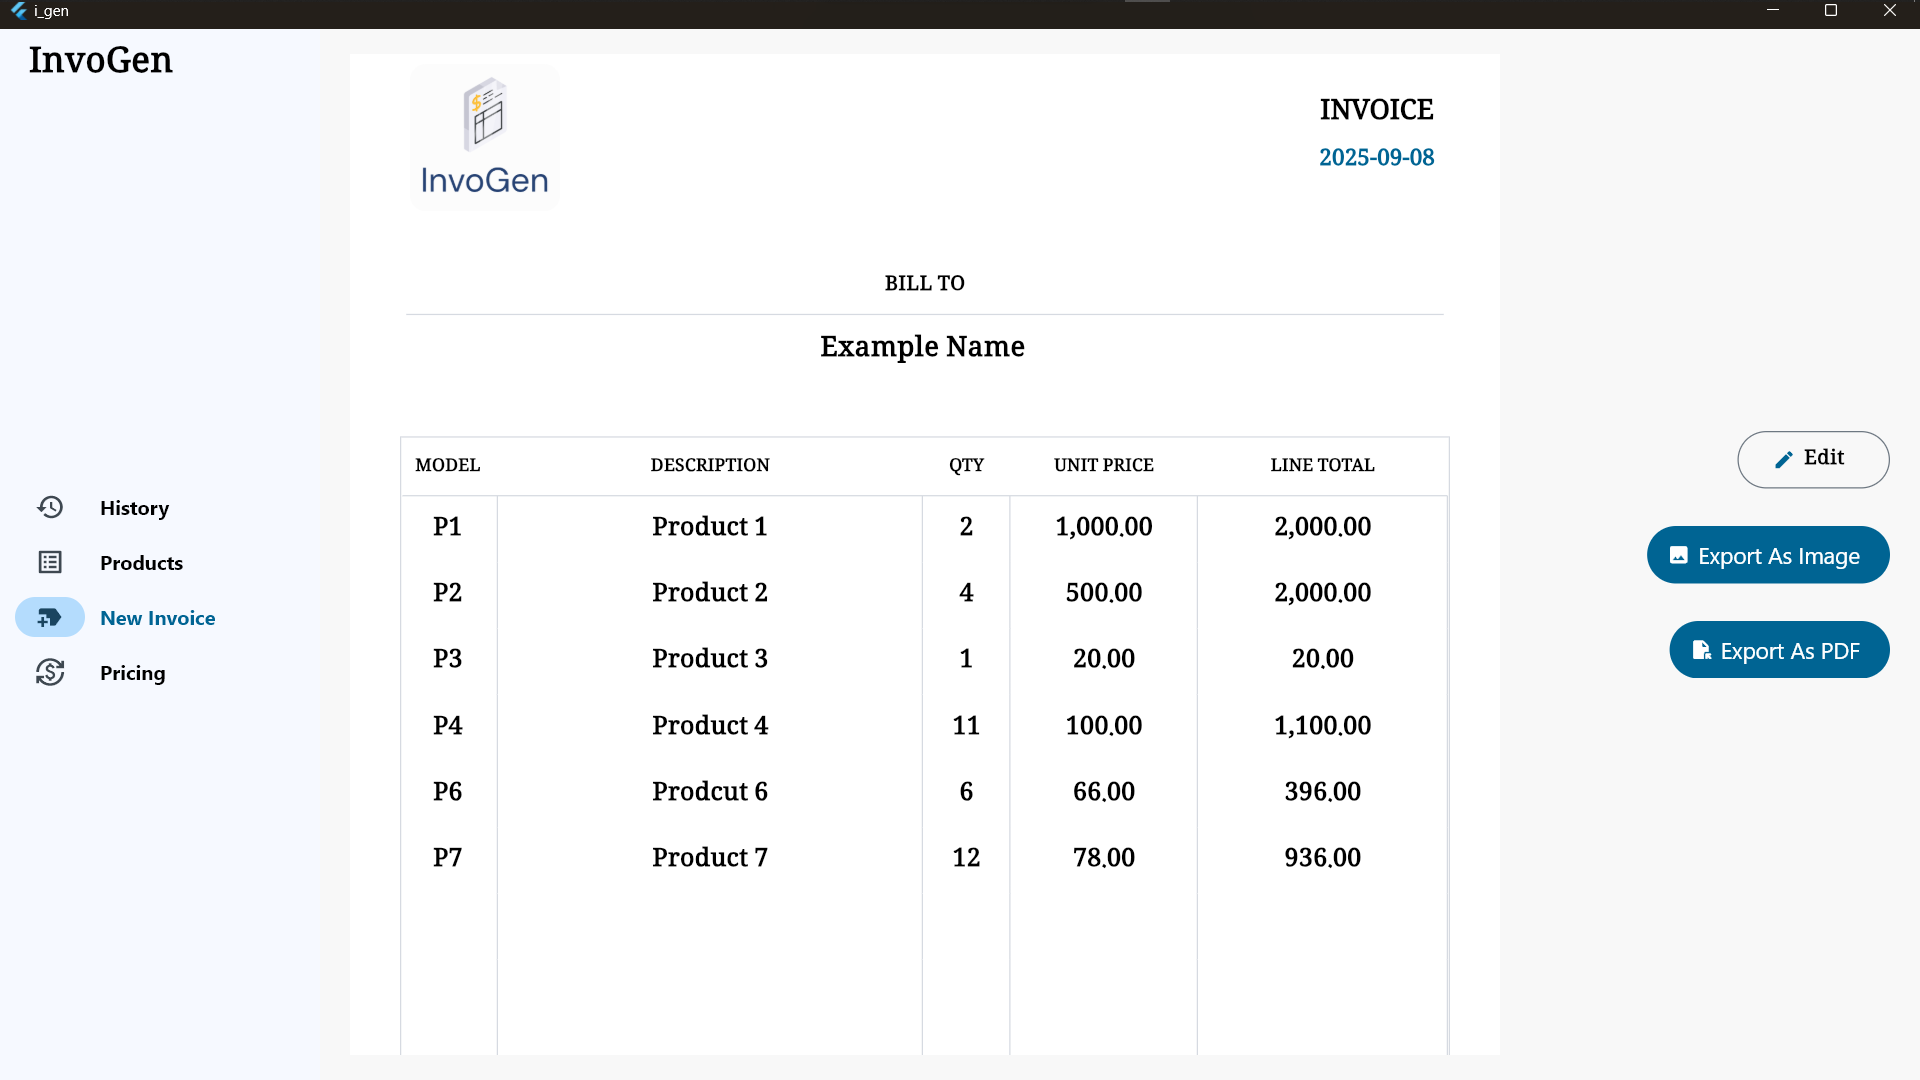 i_gen
InvoGen
History
Products
New Invoice
Pricing
InvoGen
INVOICE
2025-09-08
BILL TO
Example Name
MODEL DESCRIPTION QTY UNIT PRICE LINE TOTAL
P1 Product 1 2 1,000.00 2,000.00
P2 Product 2 4 500.00 2,000.00
P3 Product 3 1 20.00 20.00
P4 Product 4 11 100.00 1,100.00
P6 Prodcut 6 6 66.00 396.00
P7 Product 7 12 78.00 936.00
Edit
Export As Image
Export As PDF